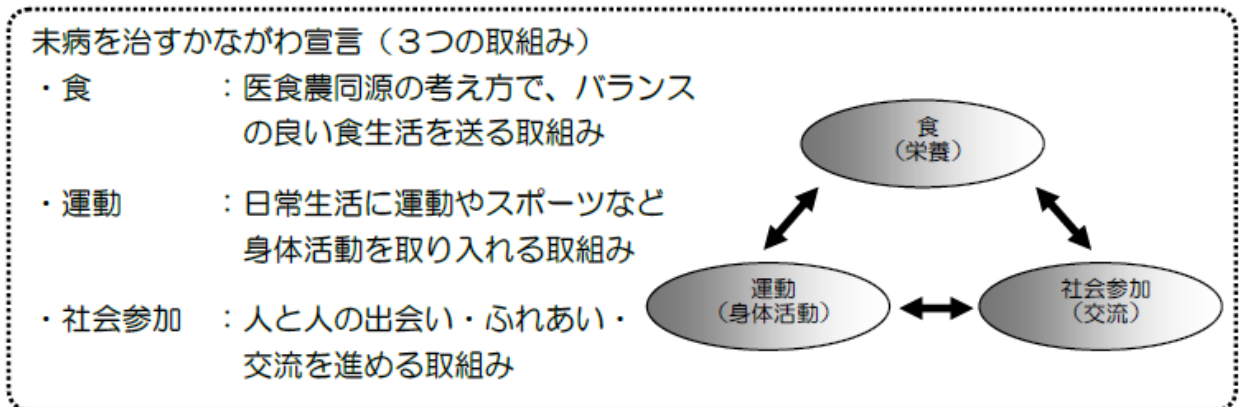 未病を治すかながわ宣言（３つの取組み）
・食　　　：医食農同源の考え方で、バランス
の良い食生活を送る取組み
・運動　　：日常生活に運動やスポーツなど
身体活動を取り入れる取組み
・社会参加　：人と人の出会い・ふれあい・
交流を進める取組み
食
（栄養）
運動
（身体活動）
社会参加
（交流）